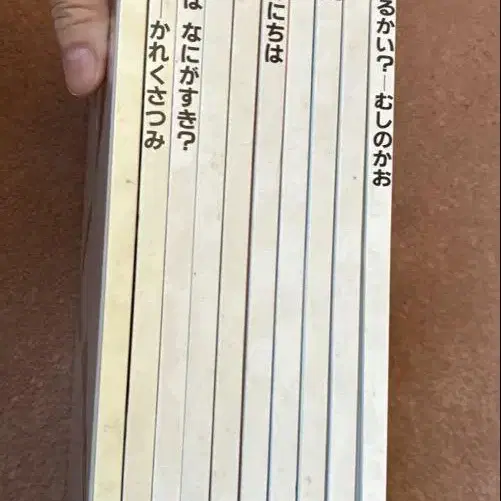 るかい?―むしのかお
にちは
は なにがすき?
かれくさつみ